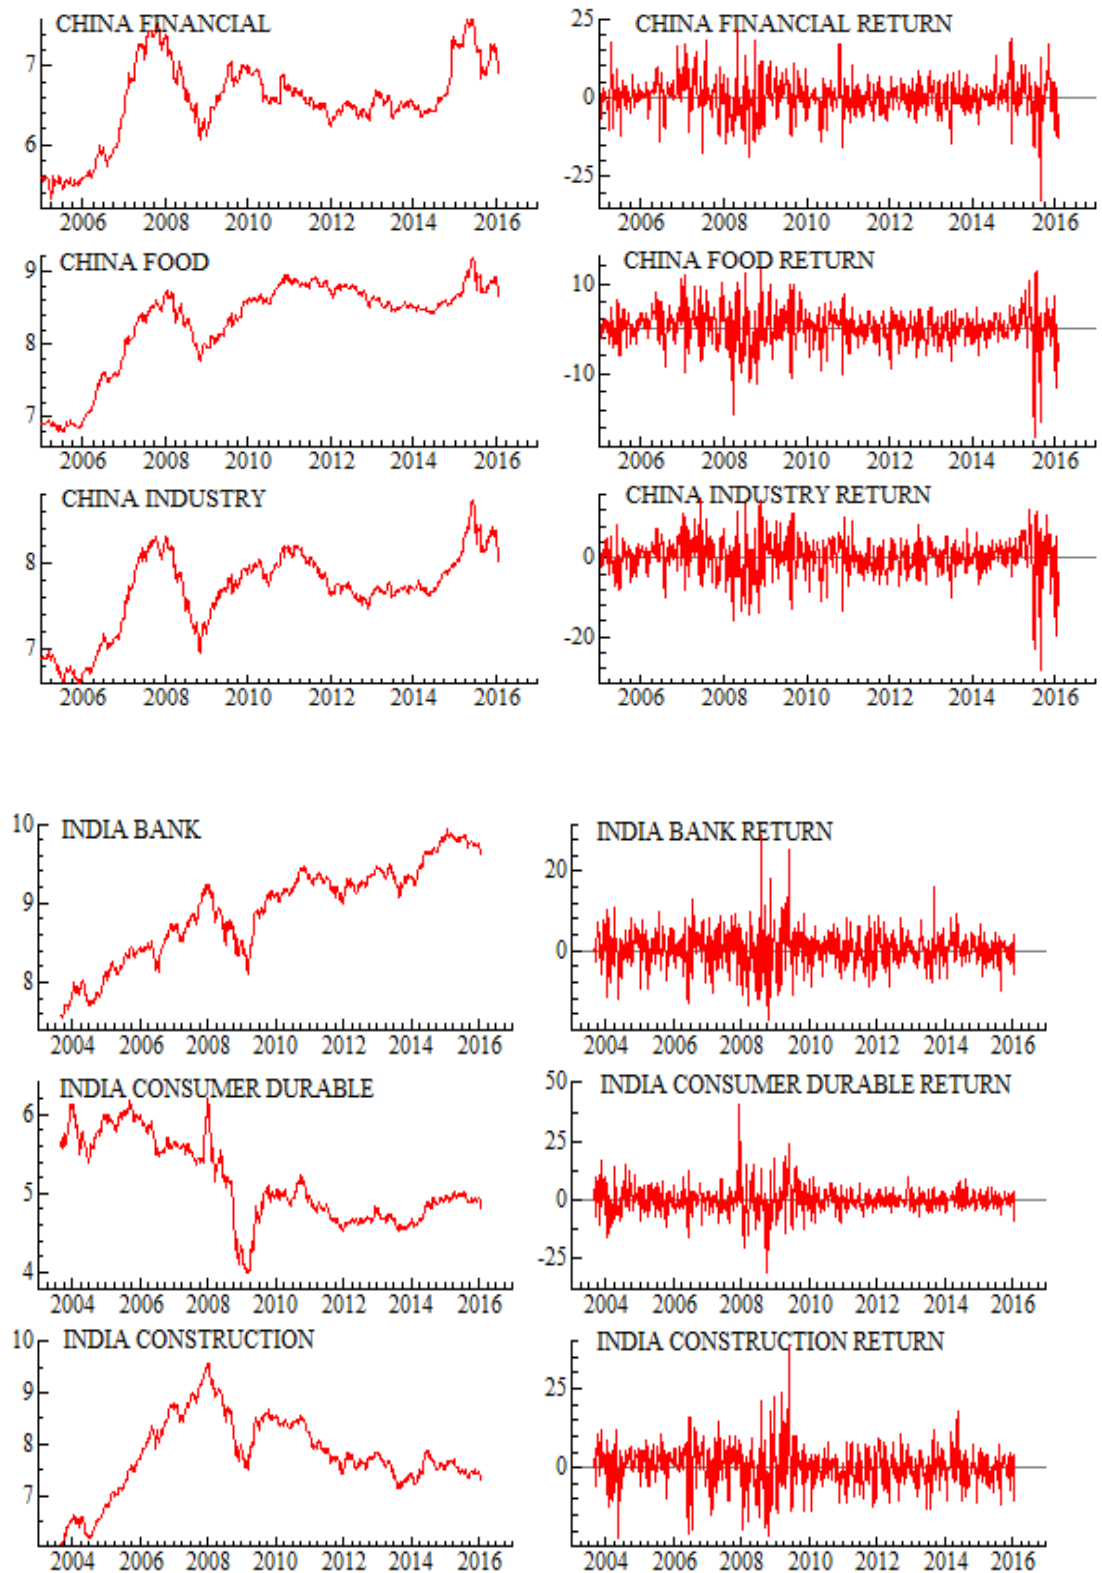 CHINA FINANCIAL
7
6
2006 2008 2010 2012 2014 2016
CHINA FINANCIAL RETURN
25
0
-25
2006 2008 2010 2012 2014 2016
CHINA FOOD
9
8
7
2006 2008 2010 2012 2014 2016
CHINA FOOD RETURN
10
-10
2006 2008 2010 2012 2014 2016
CHINA INDUSTRY
8
7
2006 2008 2010 2012 2014 2016
CHINA INDUSTRY RETURN
0
-20
2006 2008 2010 2012 2014 2016
INDIA BANK
10
9
8
2004 2006 2008 2010 2012 2014 2016
INDIA BANK RETURN
20
0
2004 2006 2008 2010 2012 2014 2016
INDIA CONSUMER DURABLE
6
5
4
2004 2006 2008 2010 2012 2014 2016
INDIA CONSUMER DURABLE RETURN
50
25
0
-25
2004 2006 2008 2010 2012 2014 2016
INDIA CONSTRUCTION
10
9
8
7
2004 2006 2008 2010 2012 2014 2016
INDIA CONSTRUCTION RETURN
25
0
2004 2006 2008 2010 2012 2014 2016